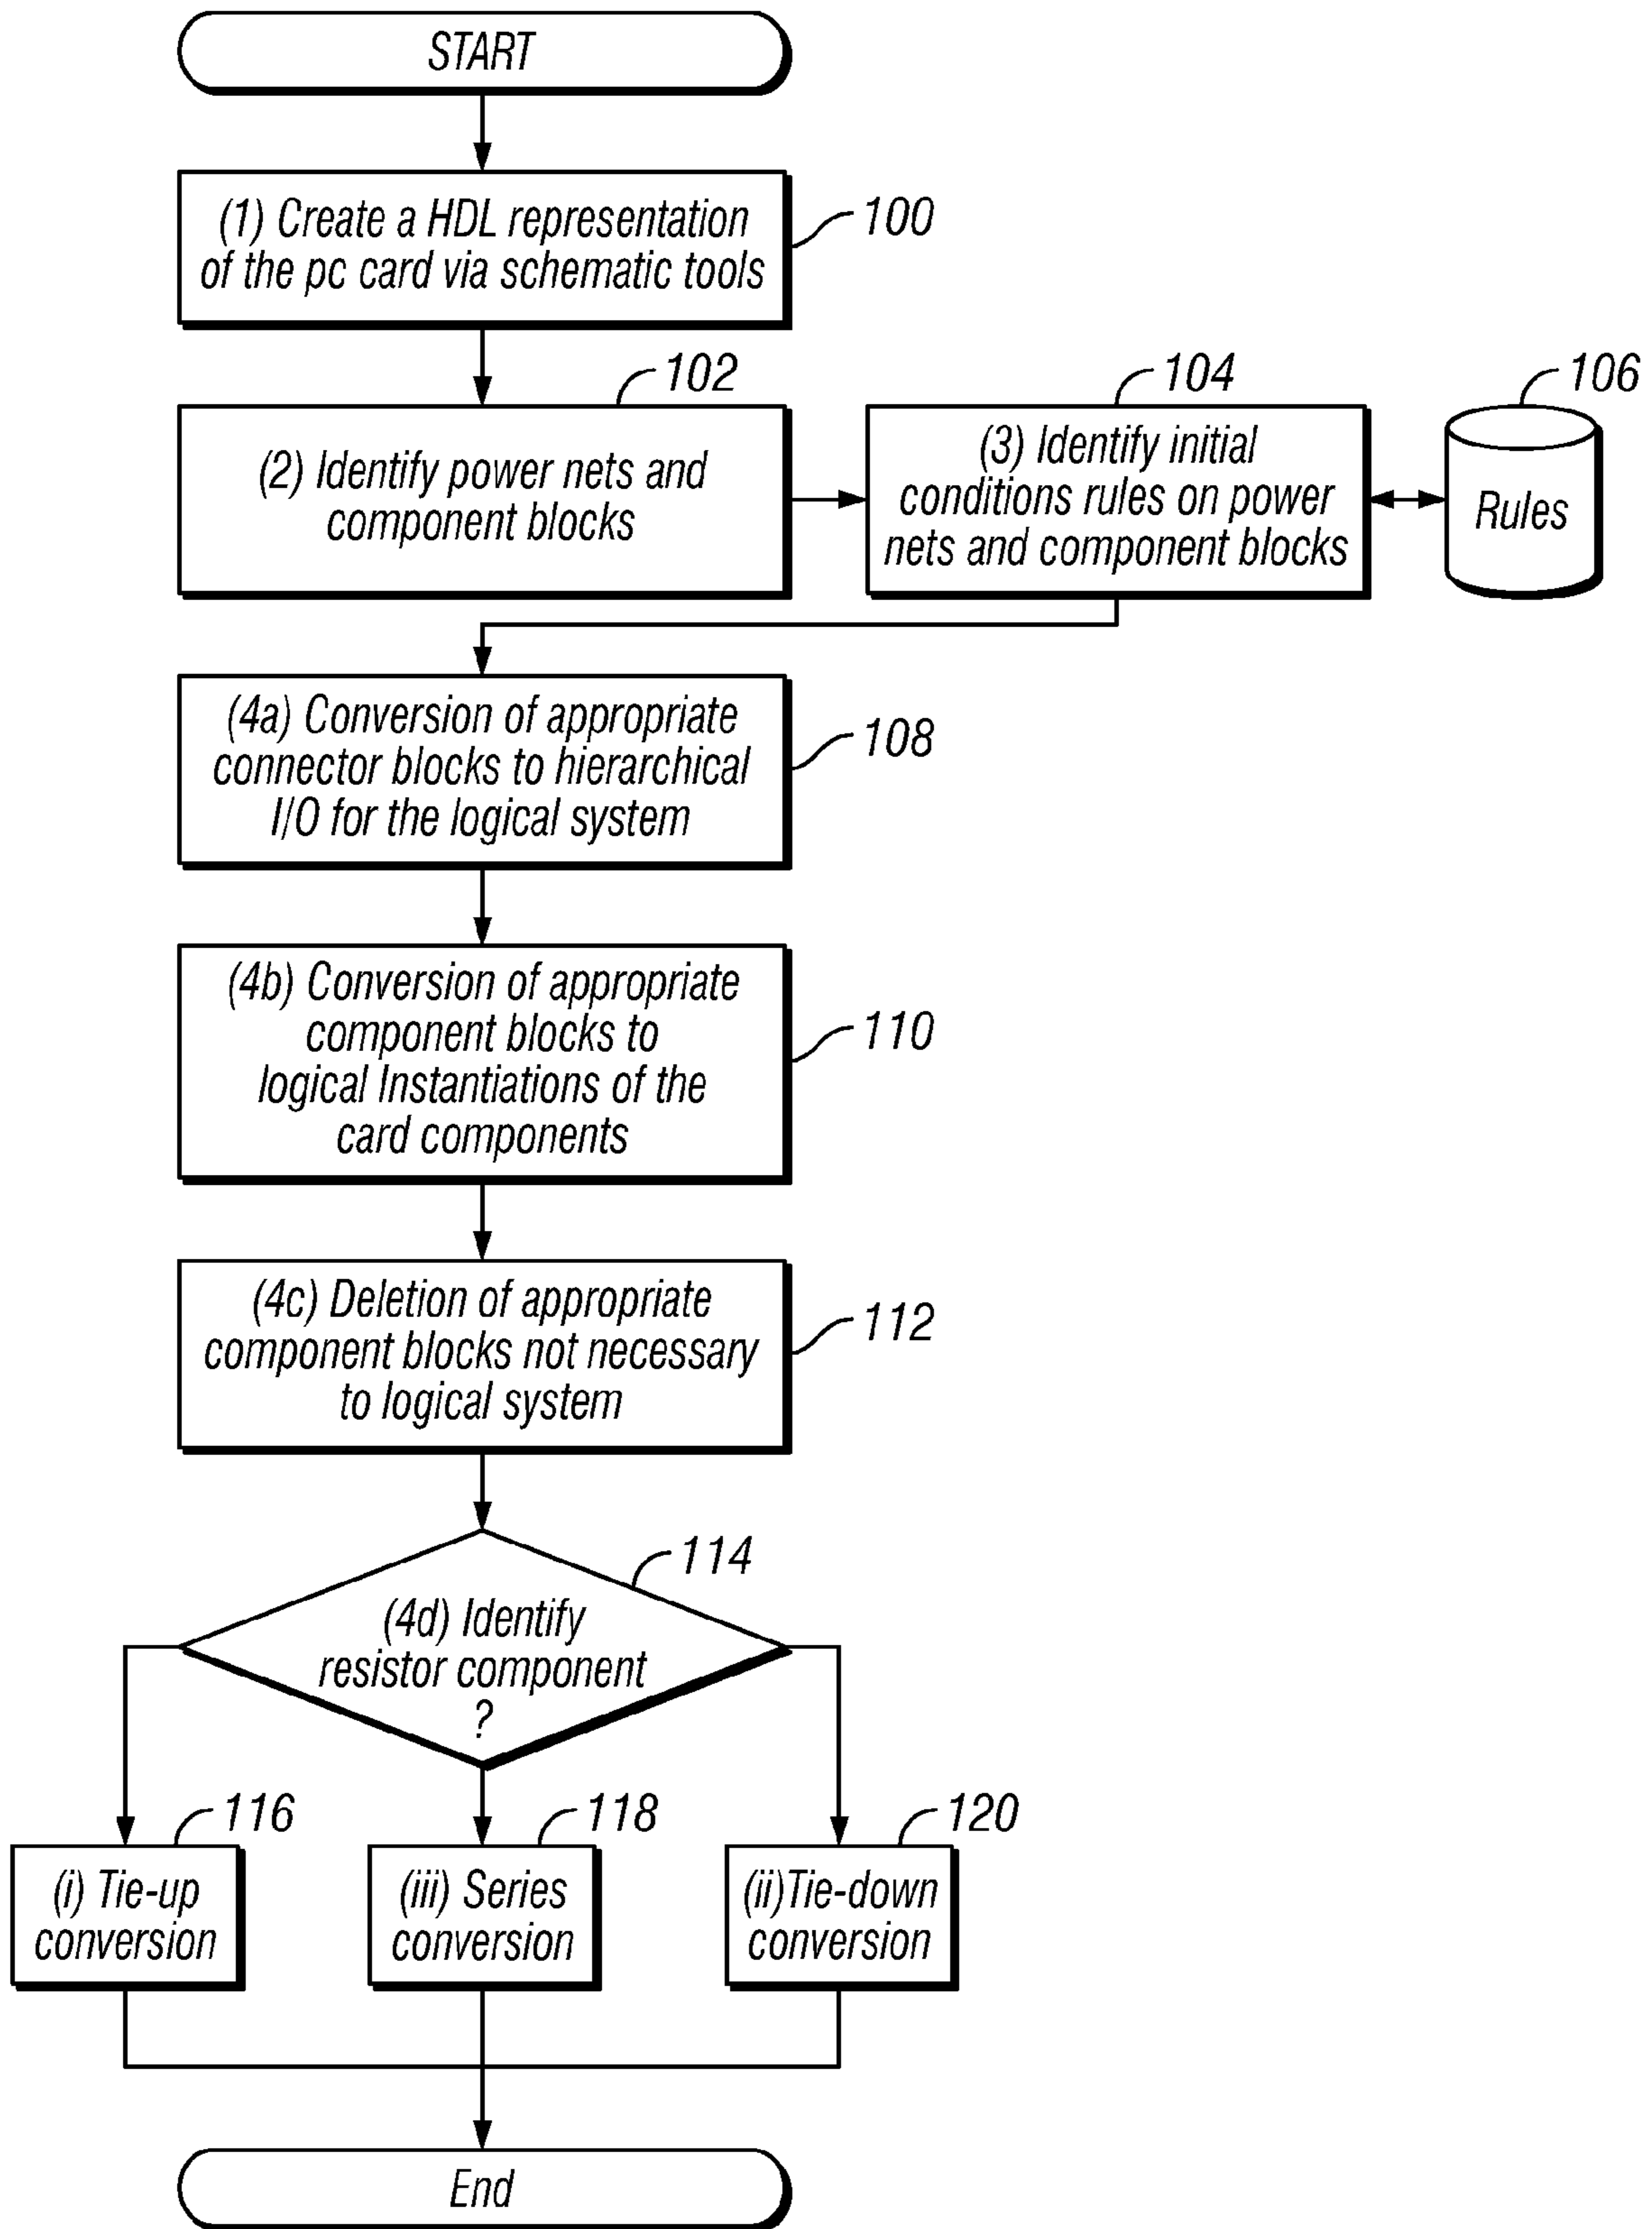 START
(1) Create a HDL representation
of the pc card via schematic tools
100
102
(2) Identify power nets and
component blocks
104
(3) Identify initial
conditions rules on power
nets and component blocks
106
Rules
(4a) Conversion of appropriate
connector blocks to hierarchical
I/O for the logical system
108
(4b) Conversion of appropriate
component blocks to
logical Instantiations of the
card components
110
(4c) Deletion of appropriate
component blocks not necessary
to logical system
112
114
(4d) Identify
resistor component
?
116
(i) Tie-up
conversion
118
(iii) Series
conversion
120
(ii)Tie-down
conversion
End